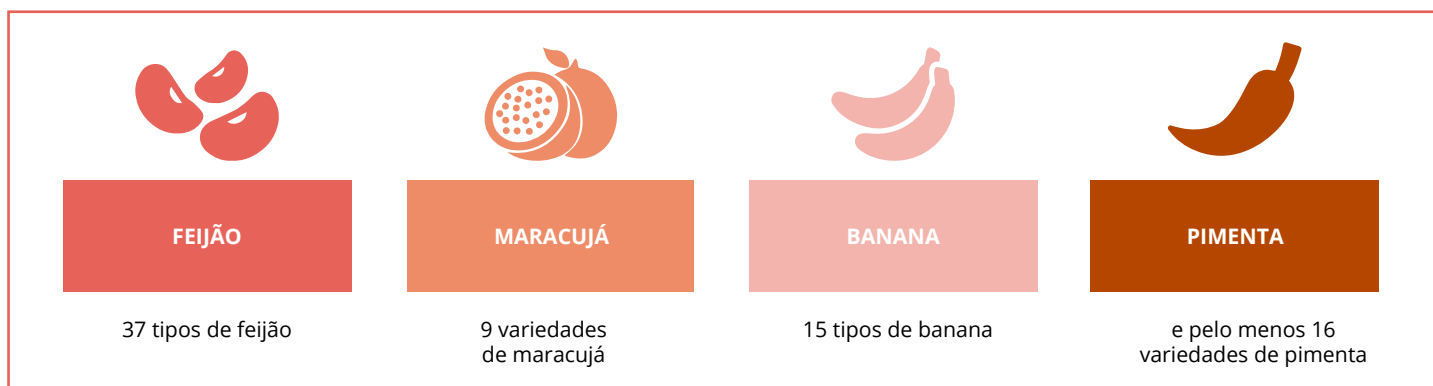 FEIJÃO
37 tipos de feijão
MARACUJÁ
9 variedades
de maracujá
BANANA
15 tipos de banana
PIMENTA
e pelo menos 16
variedades de pimenta